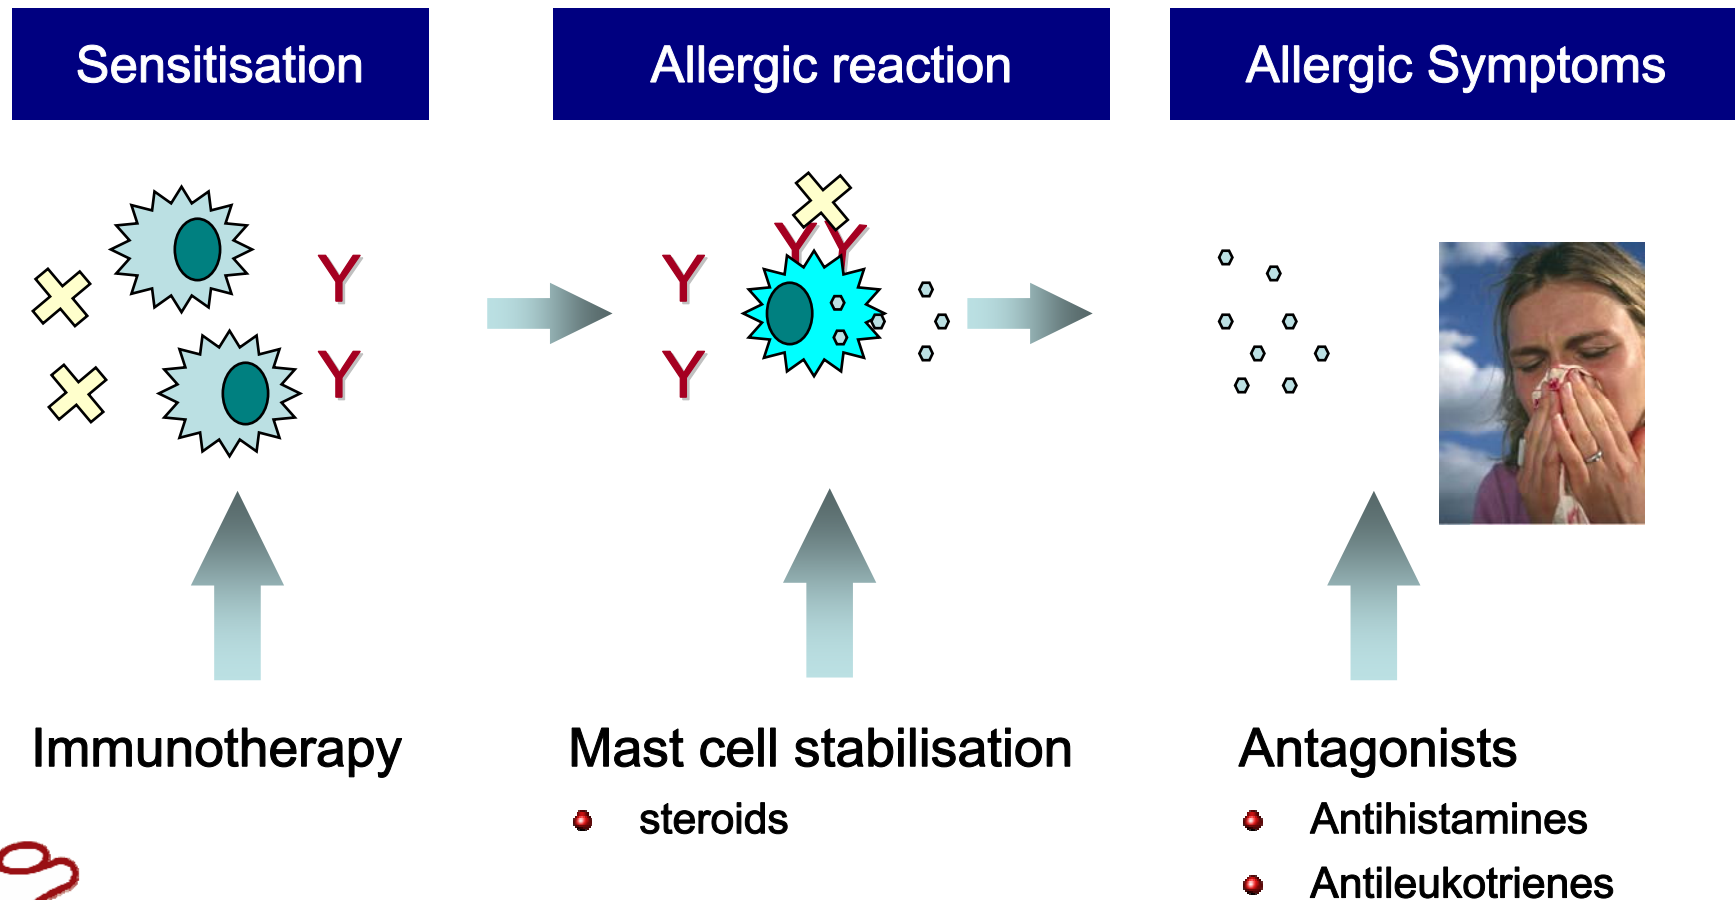 Sensitisation
Allergic reaction
Allergic Symptoms
Immunotherapy
Mast cell stabilisation
steroids
Antagonists
Antihistamines
Antileukotrienes